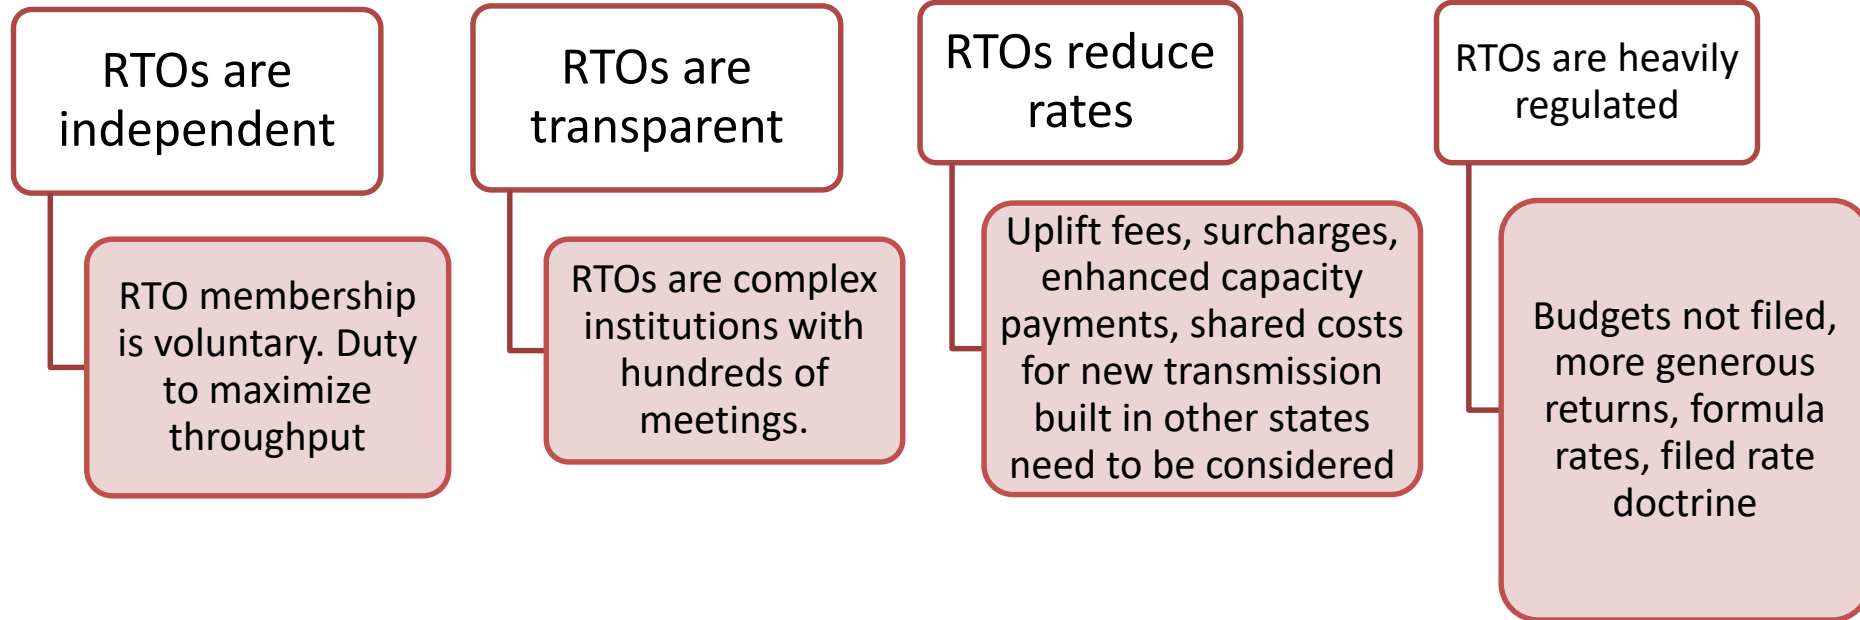 RTOs are
independent
RTO membership
is voluntary. Duty
to maximize
throughput
RTOs are
transparent
RTOs are complex
institutions with
hundreds of
meetings.
RTOs reduce
rates
Uplift fees, surcharges,
enhanced capacity
payments, shared costs
for new transmission
built in other states
need to be considered
RTOs are heavily
regulated
Budgets not filed,
more generous
returns, formula
rates, filed rate
doctrine